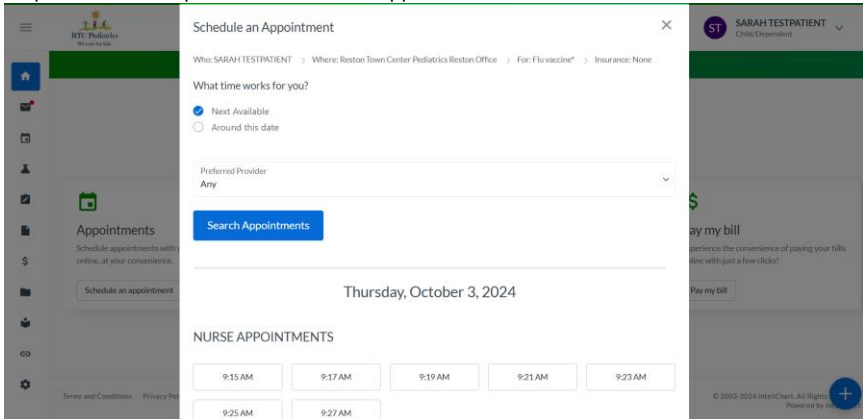 Schedule an Appointment
RTC Pediatrics
We care for kids
ST
SARAH TESTPATIENT
Child/Dependent
Who: SARAH TESTPATIENT > Where: Reston Town Center Pediatrics Reston Office > For: Flu vaccine* > Insurance: None
What time works for you?
Next Available
Around this date
Preferred Provider
Any
Search Appointments
Appointments
Schedule appointments with
online, at your convenience.
Schedule an appointment
ay my bill
xperience the convenience of paying your bills
line with just a few clicks!
Pay my bill
Thursday, October 3, 2024
NURSE APPOINTMENTS
9:15 AM
9:17 AM
9:19 AM
9:21 AM
9:23 AM
9:25 AM
9:27 AM
Terms and Conditions Privacy Pol
© 2003-2024 InteliChart, All Rights
Powered by